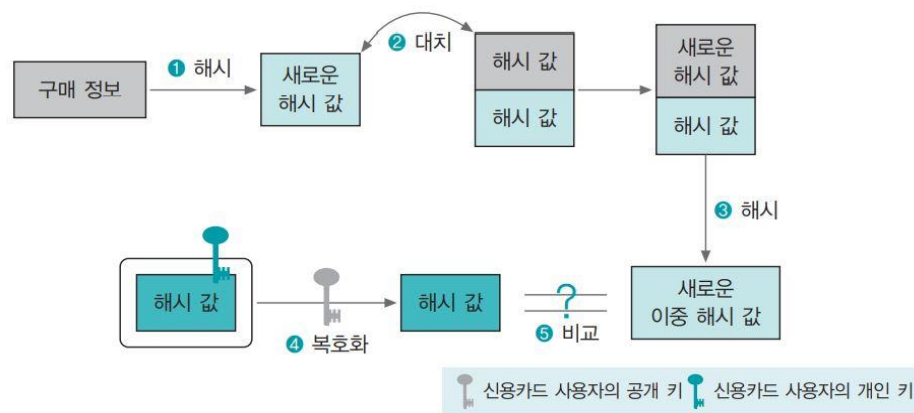 구매 정보
❶ 해시
새로운
해시 값
❷ 대치
해시 값
해시 값
새로운
해시 값
해시 값
❸ 해시
해시 값
❹ 복호화
해시 값
?
❺ 비교
새로운
이중 해시 값
신용카드 사용자의 공개 키
신용카드 사용자의 개인 키